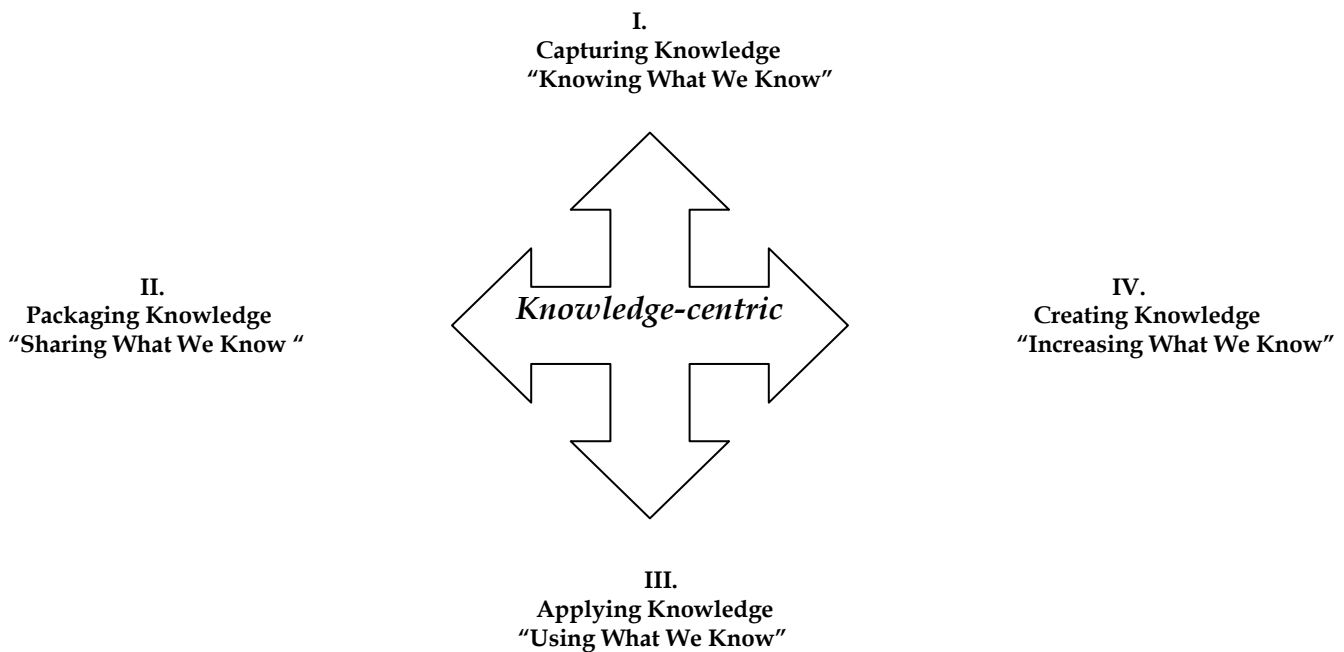 I.
Capturing Knowledge
“Knowing What We Know”
II.
Packaging Knowledge
“Sharing What We Know “
Knowledge-centric
IV.
Creating Knowledge
“Increasing What We Know”
III.
Applying Knowledge
“Using What We Know”